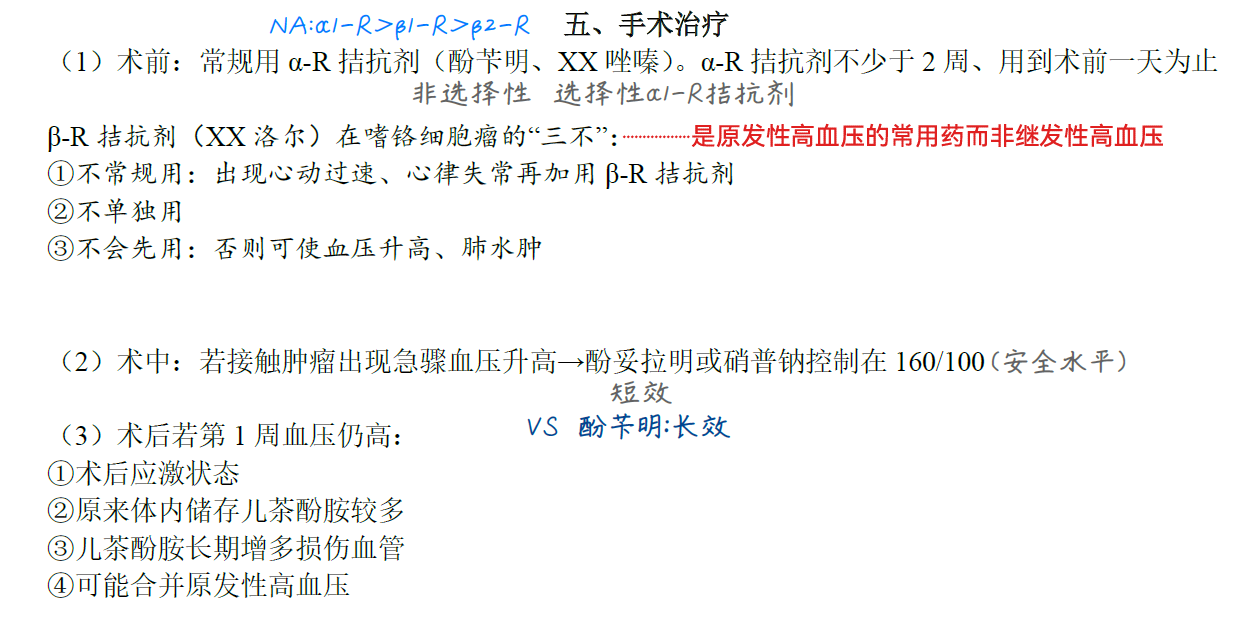 NA:α1-R>β1-R>β2-R 五、手术治疗
（1）术前：常规用 α-R 拮抗剂（酚苄明、XX 唑嗪）。α-R 拮抗剂不少于 2 周、用到术前一天为止
非选择性 选择性α1-R拮抗剂
β-R 拮抗剂（XX 洛尔）在嗜铬细胞瘤的“三不”：是原发性高血压的常用药而非继发性高血压
①不常规用：出现心动过速、心律失常再加用 β-R 拮抗剂
②不单独用
③不会先用：否则可使血压升高、肺水肿
（2）术中：若接触肿瘤出现急骤血压升高→酚妥拉明或硝普钠控制在 160/100(安全水平)
短效
VS 酚苄明:长效
（3）术后若第 1 周血压仍高：
①术后应激状态
②原来体内储存儿茶酚胺较多
③儿茶酚胺长期增多损伤血管
④可能合并原发性高血压